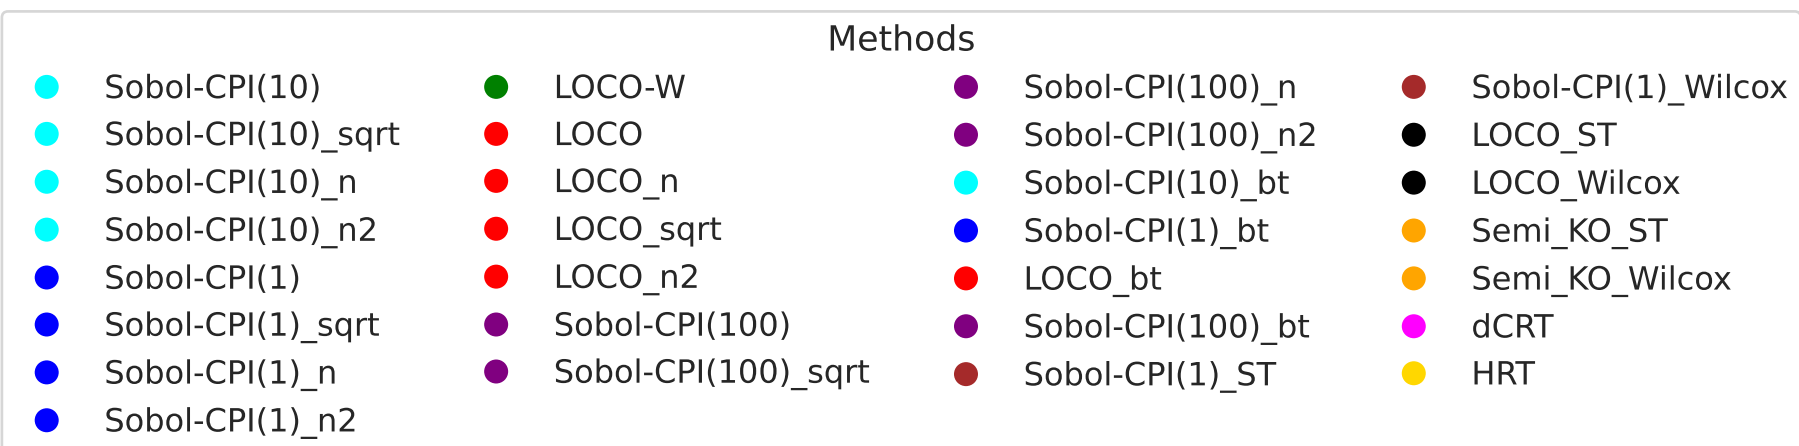 Methods
Sobol-CPI(10)
Sobol-CPI(10)_sqrt
Sobol-CPI(10)_n
Sobol-CPI(10)_n2
Sobol-CPI(1)
Sobol-CPI(1)_sqrt
Sobol-CPI(1)_n
Sobol-CPI(1)_n2
LOCO-W
LOCO
LOCO_n
LOCO_sqrt
LOCO_n2
Sobol-CPI(100)
Sobol-CPI(100)_sqrt
Sobol-CPI(100)_n
Sobol-CPI(100)_n2
Sobol-CPI(10)_bt
Sobol-CPI(1)_bt
LOCO_bt
Sobol-CPI(100)_bt
Sobol-CPI(1)_ST
Sobol-CPI(1)_Wilcox
LOCO_ST
LOCO_Wilcox
Semi_KO_ST
Semi_KO_Wilcox
dCRT
HRT